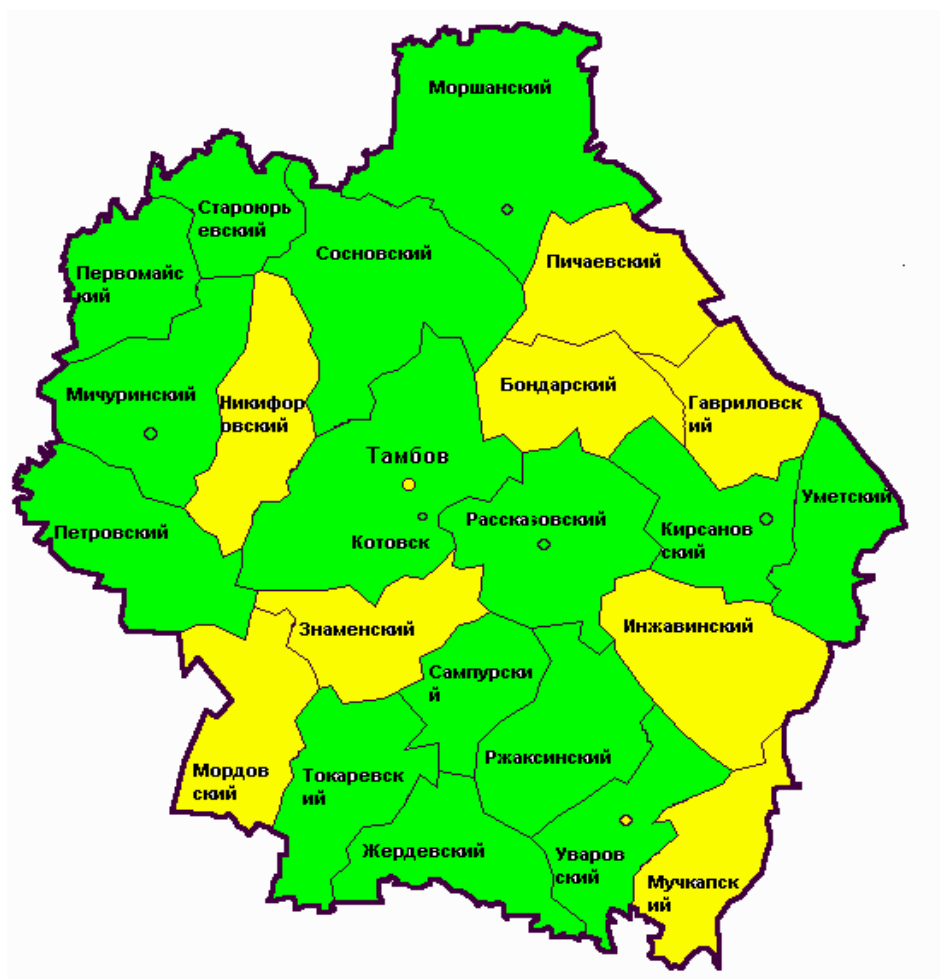 Моршанский
Староюрь
евский
Сосновский
Пичаевский
Первомайс
кий
Мичуринский
Никифор
овский
Бондарский
Гавриловск
ий
Тамбов
Уметский
Петровский
Котовск
Рассказовский
Кирсанов
ский
Знаменский
Инжавинский
Сампурски
й
Ржаксинский
Мордов
ский
Токаревск
ий
Жердевский
Уваров
ский
Мучкапск
ий